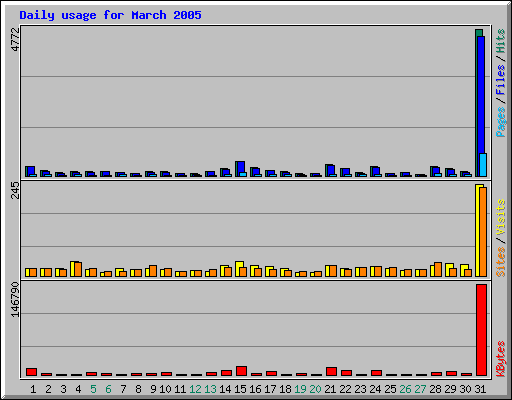 Daily usage for March 2005
4772
Pages / Files / Hits
245
Sites / Visits
146790
KBytes
1 2 3 4 5 6 7 8 9 10 11 12 13 14 15 16 17 18 19 20 21 22 23 24 25 26 27 28 29 30 31